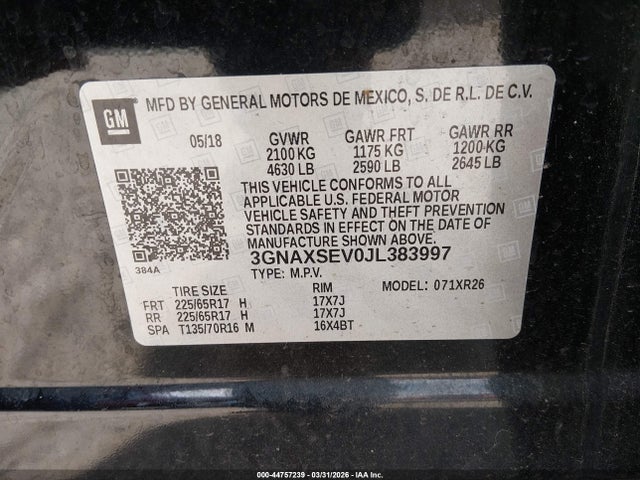 GM
MFD BY GENERAL MOTORS DE MEXICO, S. DE R.L. DE C.V.
05/18 GVWR GAWR FRT GAWR RR
2100 KG 1175 KG 1200 KG
4630 LB 2590 LB 2645 LB
THIS VEHICLE CONFORMS TO ALL
APPLICABLE U.S. FEDERAL MOTOR
VEHICLE SAFETY AND THEFT PREVENTION
STANDARDS IN EFFECT ON THE DATE OF
MANUFACTURE SHOWN ABOVE.
384A
3GNAXSEV0JL383997
TYPE: M.P.V. MODEL: 071XR26
TIRE SIZE RIM
FRT 225/65R17 H 17X7J
RR 225/65R17 H 17X7J
SPA T135/70R16 M 16X4BT
000-44757239 - 03/31/2026 - IAA Inc.